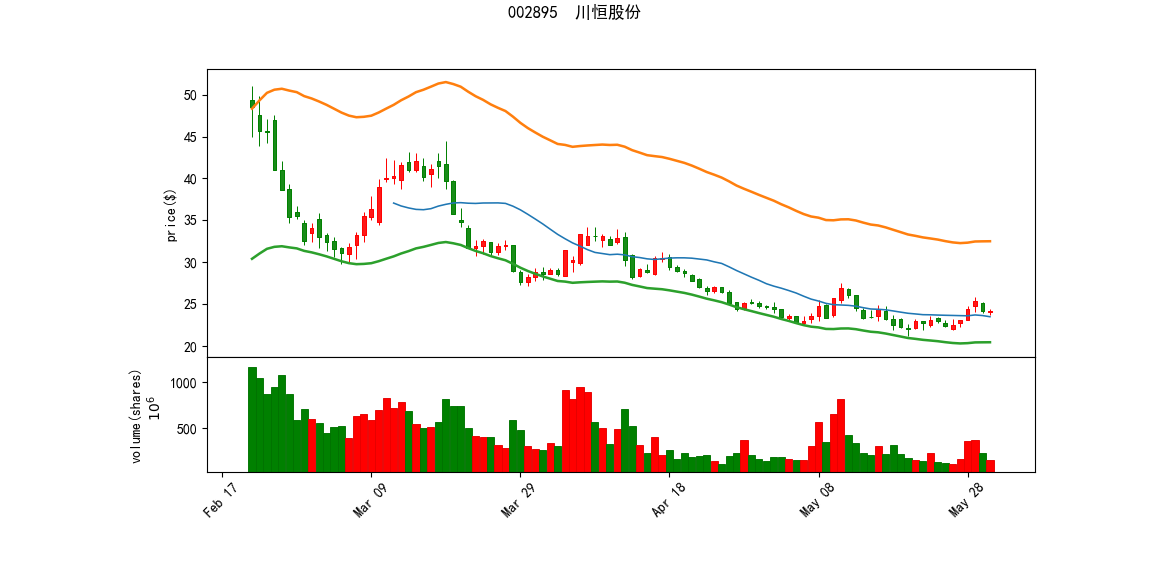 002895 川恒股份
price($)
50
45
40
35
30
25
20
volume(shares)
10^6
1000
500
Feb 17
Mar 09
Mar 29
Apr 18
May 08
May 28